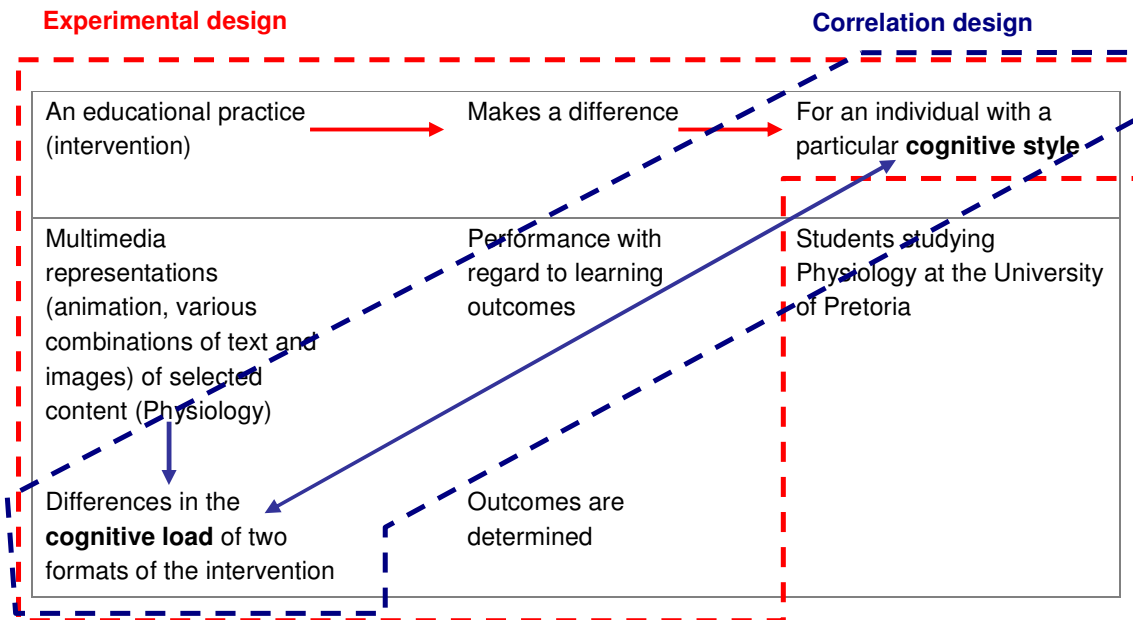 Experimental design
Correlation design
An educational practice
(intervention)
Makes a difference
For an individual with a
particular cognitive style
Multimedia
representations
(animation, various
combinations of text and
images) of selected
content (Physiology)
Performance with
regard to learning
outcomes
Students studying
Physiology at the University
of Pretoria
Differences in the
cognitive load of two
formats of the intervention
Outcomes are
determined